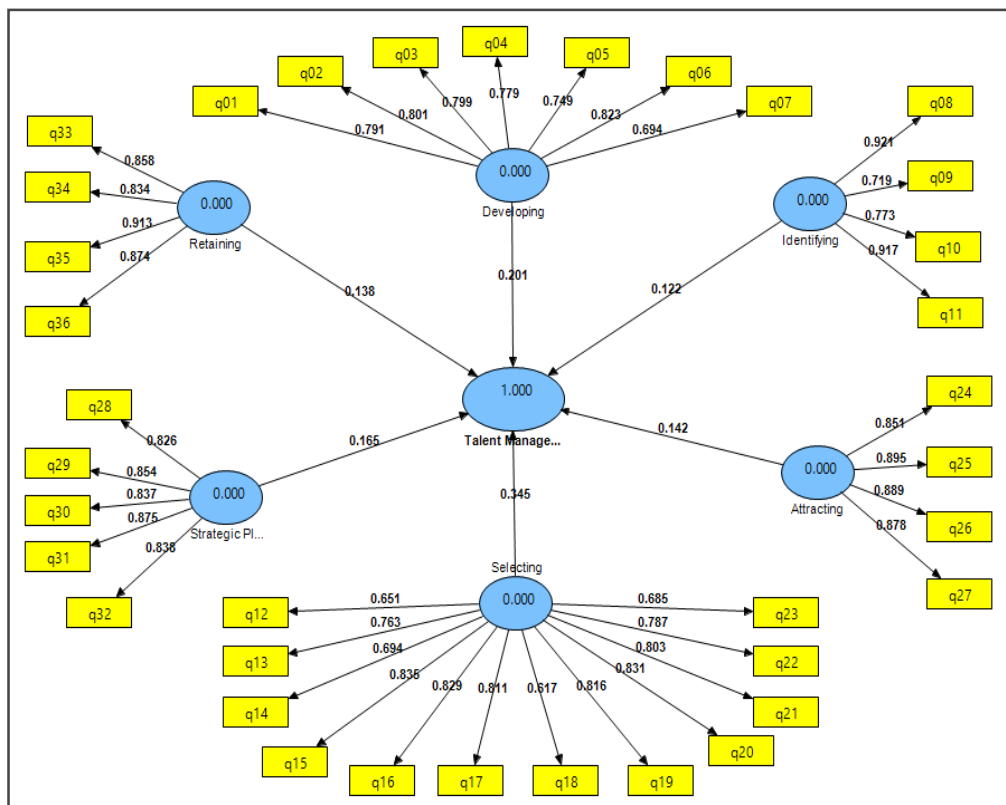 q01
0.791
q02
0.801
q03
0.799
q04
0.779
q05
0.749
q06
0.823
q07
0.694
0.000
Developing
0.201
q33
0.858
q34
0.834
q35
0.913
q36
0.874
0.000
Retaining
0.138
q08
0.921
q09
0.719
q10
0.773
q11
0.917
0.000
Identifying
0.122
1.000
Talent Manage...
q28
0.826
q29
0.854
q30
0.837
q31
0.875
q32
0.838
0.000
Strategic Pl...
0.165
q24
0.851
q25
0.895
q26
0.889
q27
0.878
0.000
Attracting
0.142
0.345
Selecting
0.000
q12
0.651
q13
0.763
q14
0.694
q15
0.835
q16
0.829
q17
0.811
q18
0.617
q19
0.816
q20
0.831
q21
0.803
q22
0.787
q23
0.685